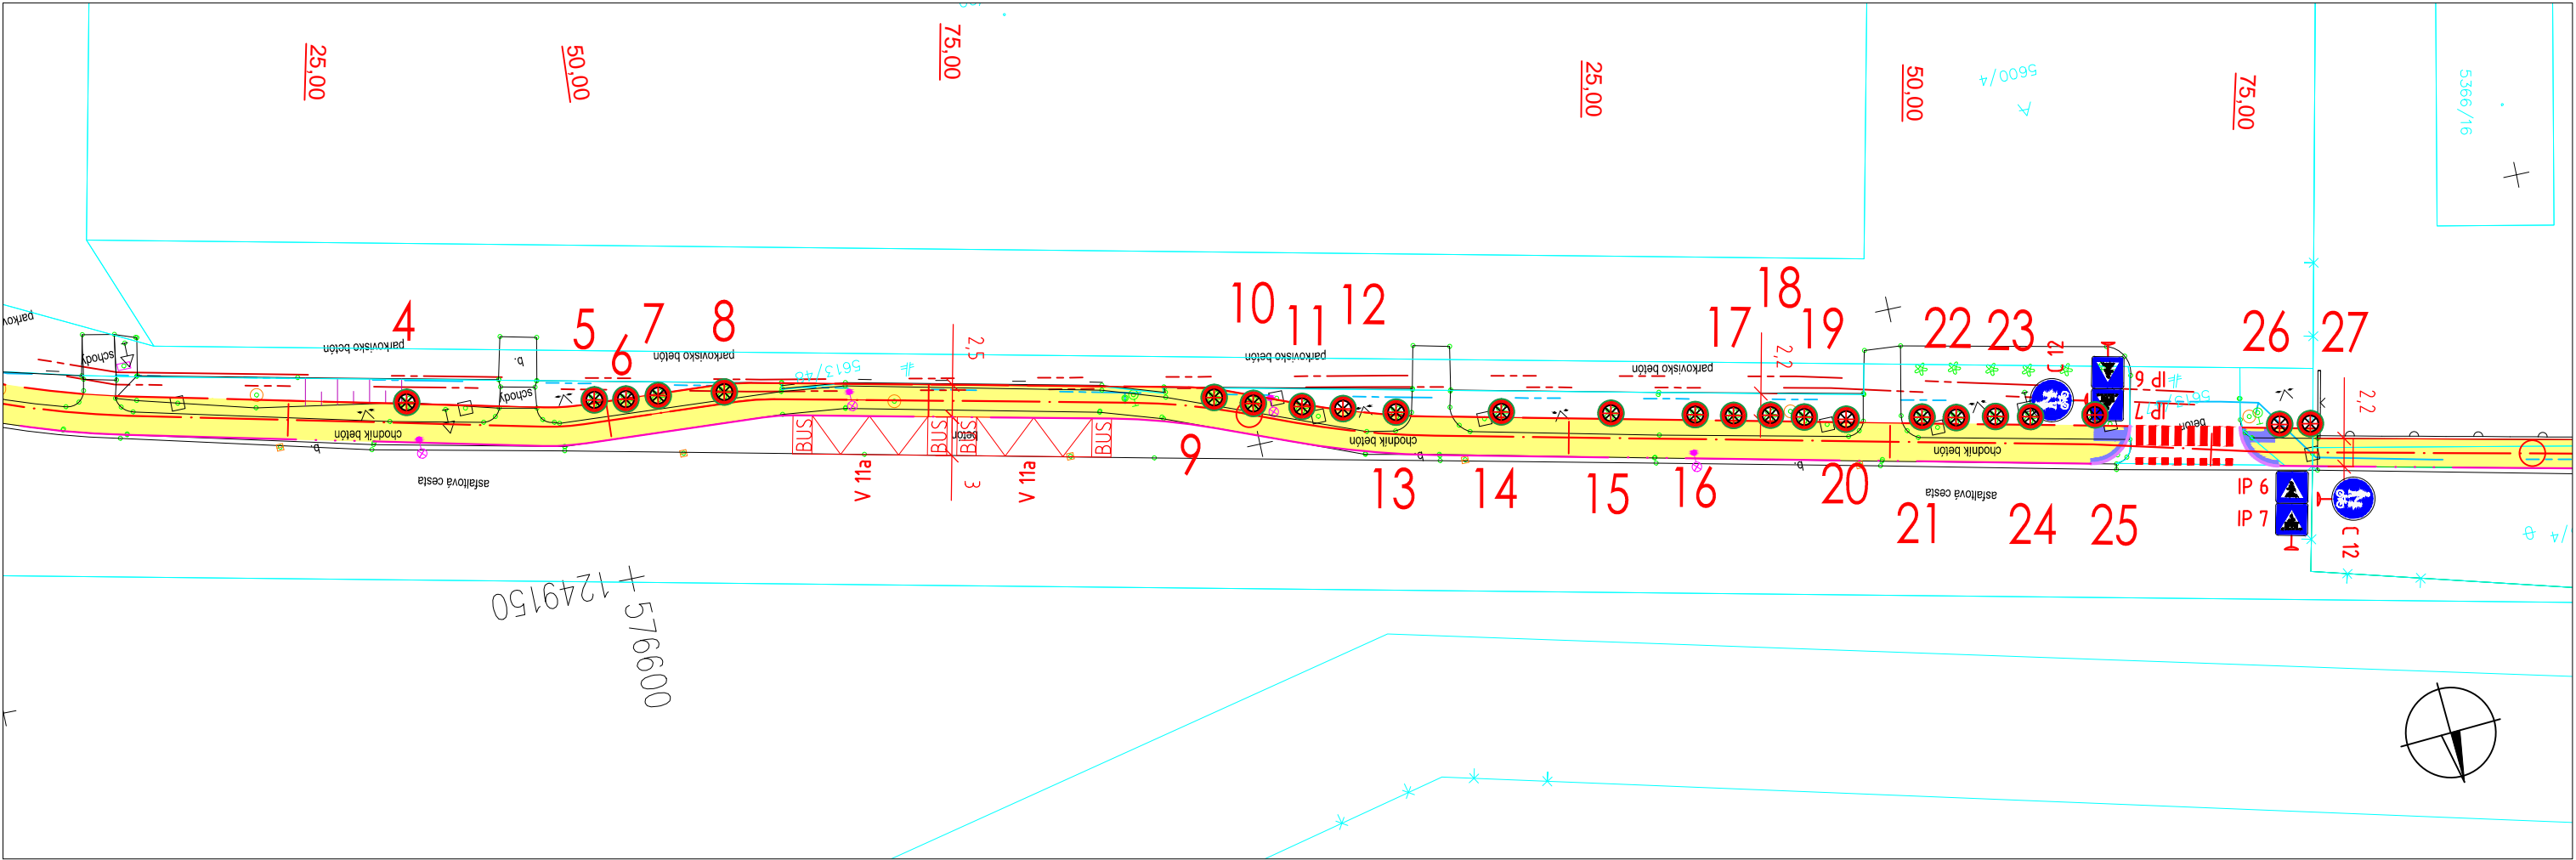 25,00
50,00
75,00
25,00
50,00
75,00
5600/4
5366/16
4
5
6
7
8
10
11
12
17
18
19
22
23
26
27
C 12
2,5
2,2
2,2
parkovisko betón
parkovisko betón
parkovisko betón
parkovisko betón
schody
schody
b.
5613/48
IP 6
IP 7
betón
chodník betón
chodník betón
chodník betón
b.
b.
b.
BUS
BUS
BUS
BUS
betón
V 11a
V 11a
3
asfaltová cesta
asfaltová cesta
9
13
14
15
16
20
21
24
25
IP 6
IP 7
C 12
1249150
576600